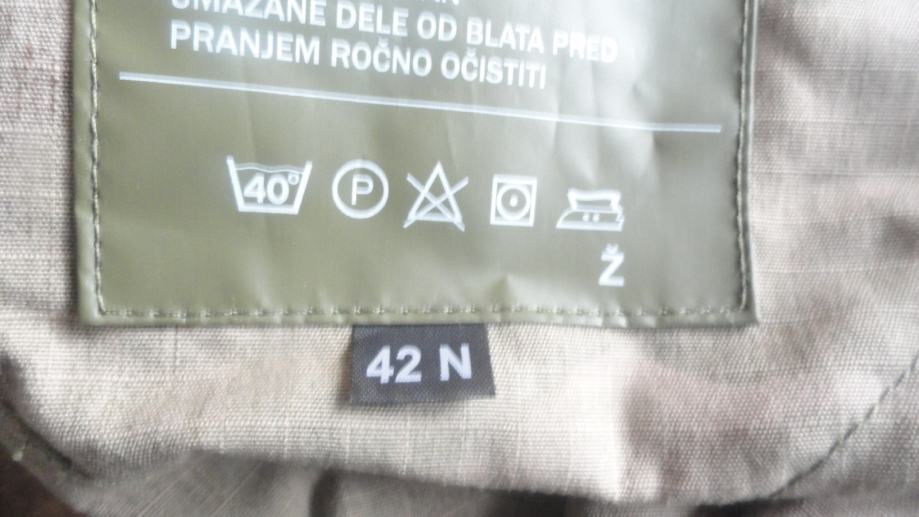 UMAZANE DELE OD BLATA PRED
PRANJEM ROČNO OČISTITI
40° P
Ž
42 N